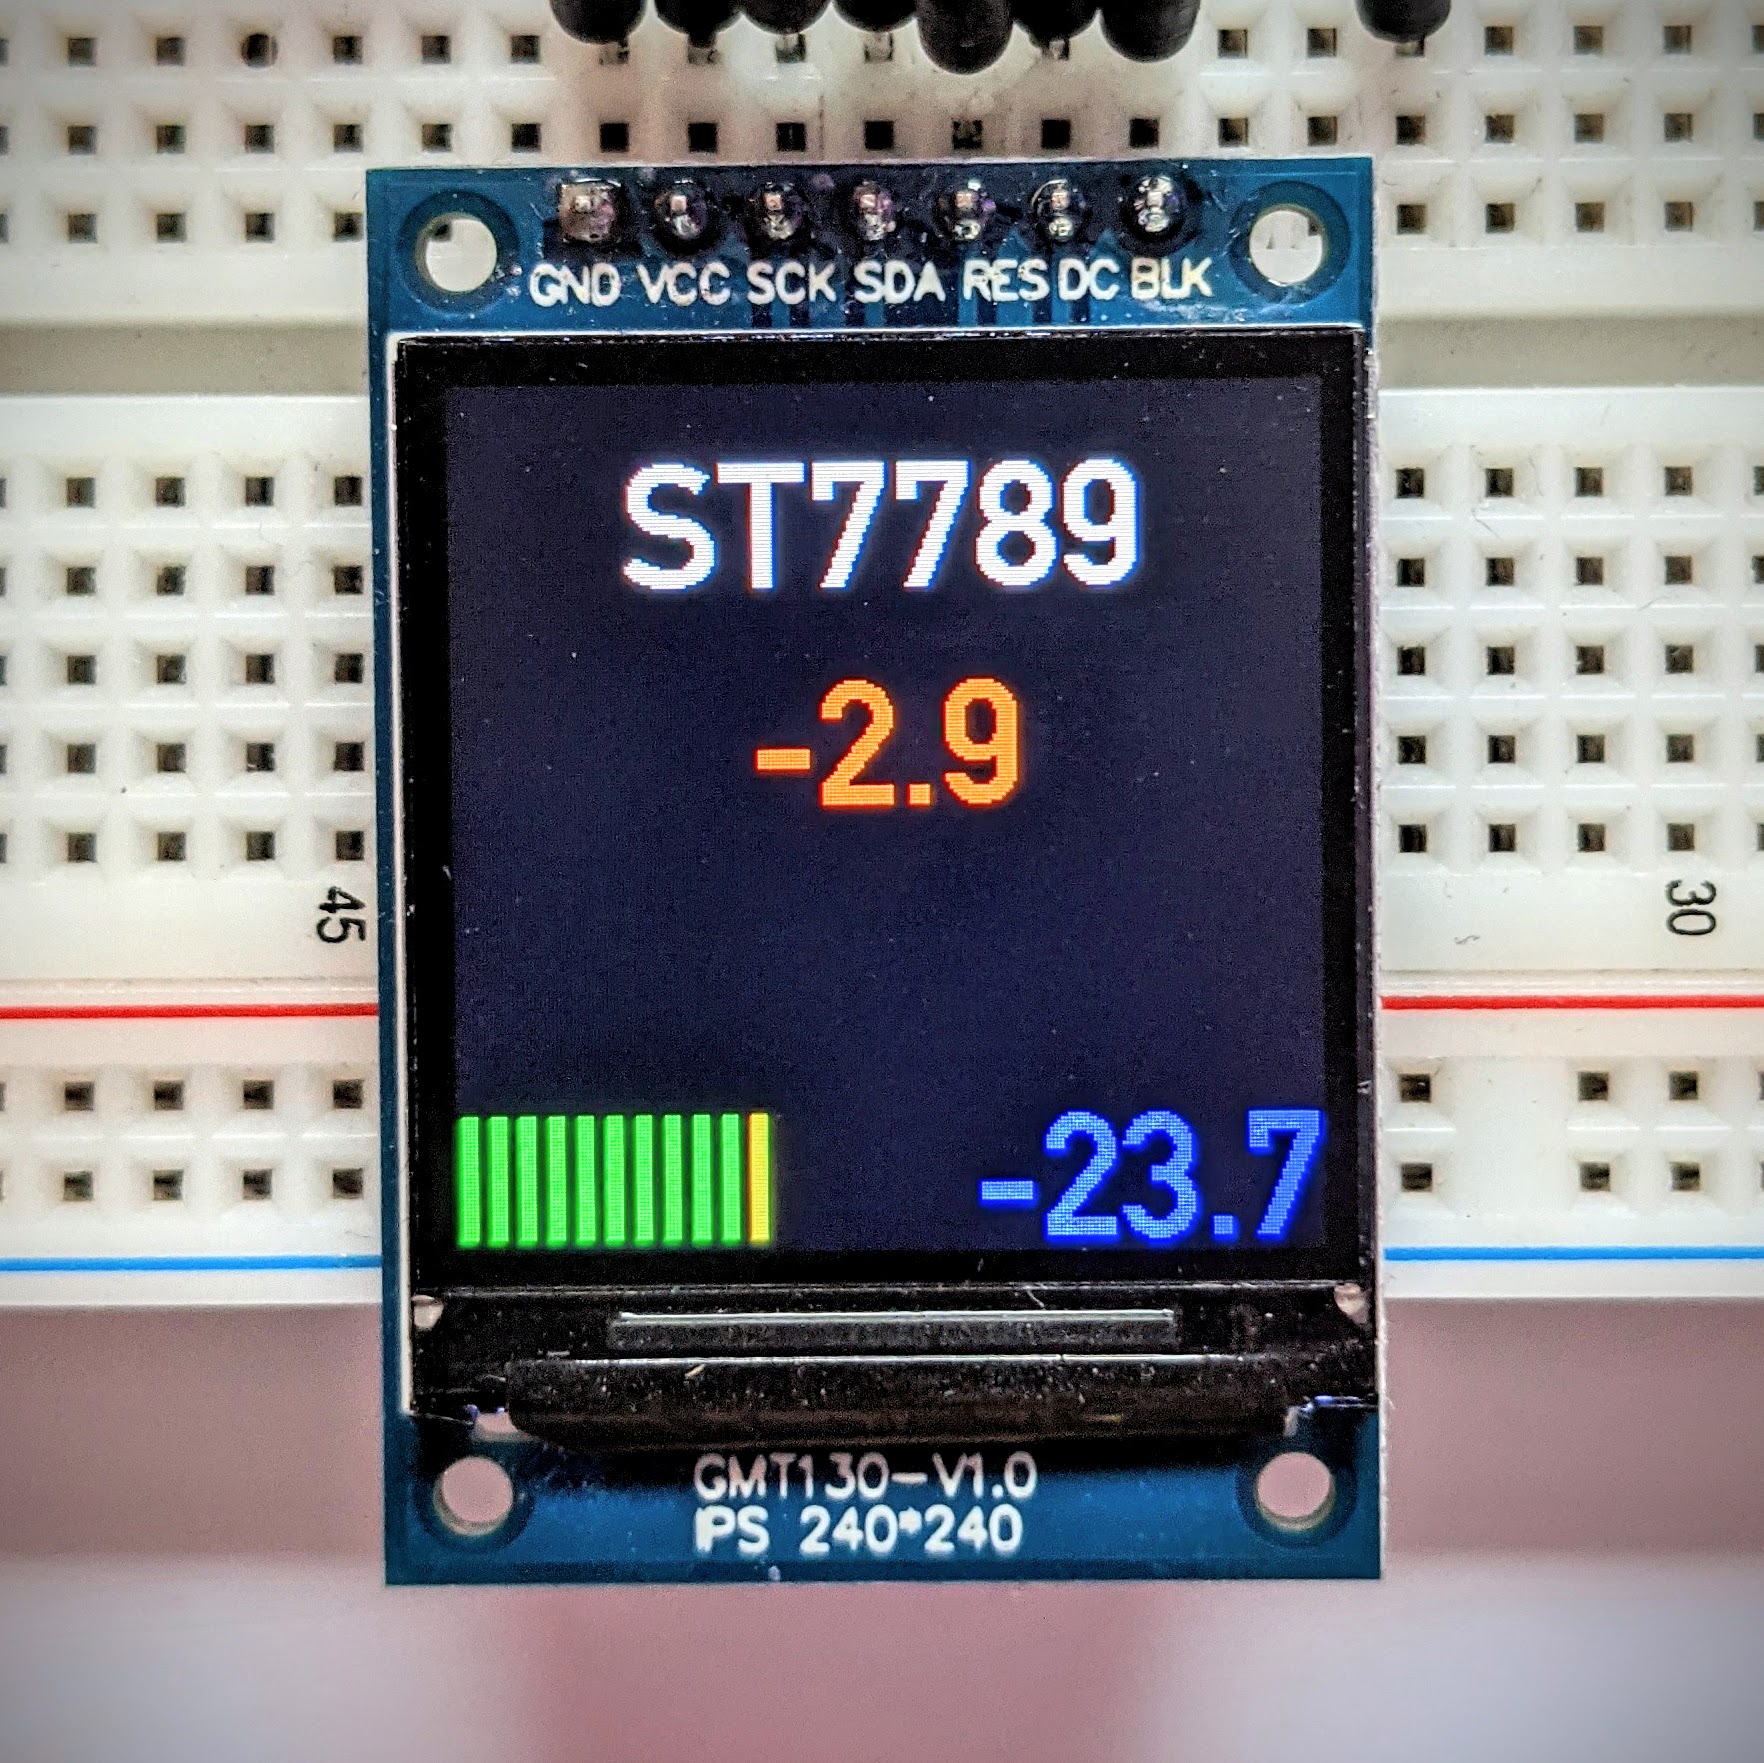 GND VCC SCK SDA RES DC BLK
ST7789
-2.9
45
30
-23.7
GMT130-V1.0
IPS 240*240